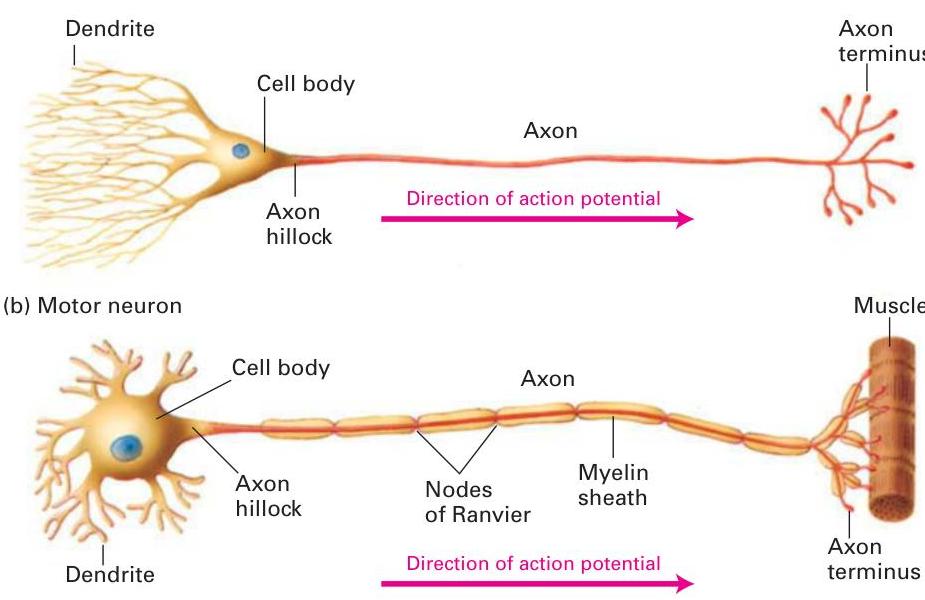 Dendrite
Axon
terminus
Cell body
Axon
Axon
hillock
Direction of action potential
(b) Motor neuron
Muscle
Cell body
Axon
Axon
hillock
Nodes
of Ranvier
Myelin
sheath
Dendrite
Direction of action potential
Axon
terminus